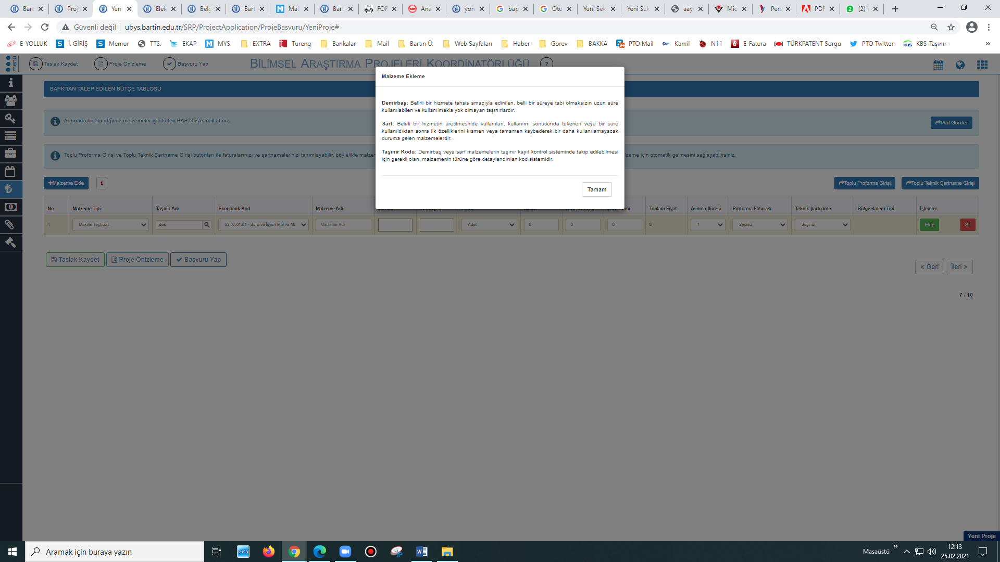 Bart Proj Yeni Elek Belg Bart Mal Bart FOR Ana yon bap Otu Yeni Sek Yeni Sek aay Mic Pers PDF (2)
Güvenli değil ubys.bartin.edu.tr/SRP/ProjectApplication/ProjeBasvuru/YeniProje#
E-YOLLUK İ. GİRİŞ Memur TTS. EKAP MYS. EXTRA Tureng Bankalar Mail Bartın Ü. Web Sayfaları Haber Görev BAKKA PTO Mail Kamil N11 E-Fatura TÜRKPATENT Sorgu PTO Twitter KBS-Taşınır »
menü Taslak Kaydet Proje Önizleme Başvuru Yap BİLİMSEL ARAŞTIRMA PROJELERİ KOORDİNATÖRLÜĞÜ ?
Malzeme Ekleme
BAPK'TAN TALEP EDİLEN BÜTÇE TABLOSU
Demirbaş: Belirli bir hizmete tahsis amacıyla edinilen, belli bir süreye tabi olmaksızın uzun süre
kullanılabilen ve kullanılmakla yok olmayan taşınırlardır.
Aramada bulamadığınız malzemeler için lütfen BAP Ofis'e mail atınız.
Mail Gönder
Sarf: Belirli bir hizmetin üretilmesinde kullanılan, kullanımı sonucunda tükenen veya bir süre
kullanıldıktan sonra ilk özelliklerini kısmen veya tamamen kaybederek bir daha kullanılamayacak
duruma gelen malzemelerdir.
Taşınır Kodu: Demirbaş veya sarf malzemelerin taşınır kayıt kontrol sisteminde takip edilebilmesi
için gerekli olan, malzemenin türüne göre detaylandırılan kod sistemidir.
Toplu Proforma Girişi ve Toplu Teknik Şartname Girişi butonları ile faturalarınızı ve şartnamalerinizi tanımlayabilir, böylelikle malzer zeme için otomatik gelmesini sağlayabilirsiniz.
Tamam
Malzeme Ekle i Toplu Proforma Girişi Toplu Teknik Şartname Girişi
No Malzeme Tipi Taşınır Adı Ekonomik Kod Malzeme Adı Toplam Fiyat Alınma Süresi Proforma Faturası Teknik Şartname Bütçe Kalem Tipi İşlemler
1 Makine Teçhizat des 03.07.01.01 - Büro ve İşyeri Mal ve Ma Malzeme Adı Adet 0 0 0 0 1 Seçiniz Seçiniz Ekle Sil
Taslak Kaydet Proje Önizleme Başvuru Yap
« Geri İleri »
7 / 10
Yeni Proje
Aramak için buraya yazın
Masaüstü » 12:13
25.02.2021